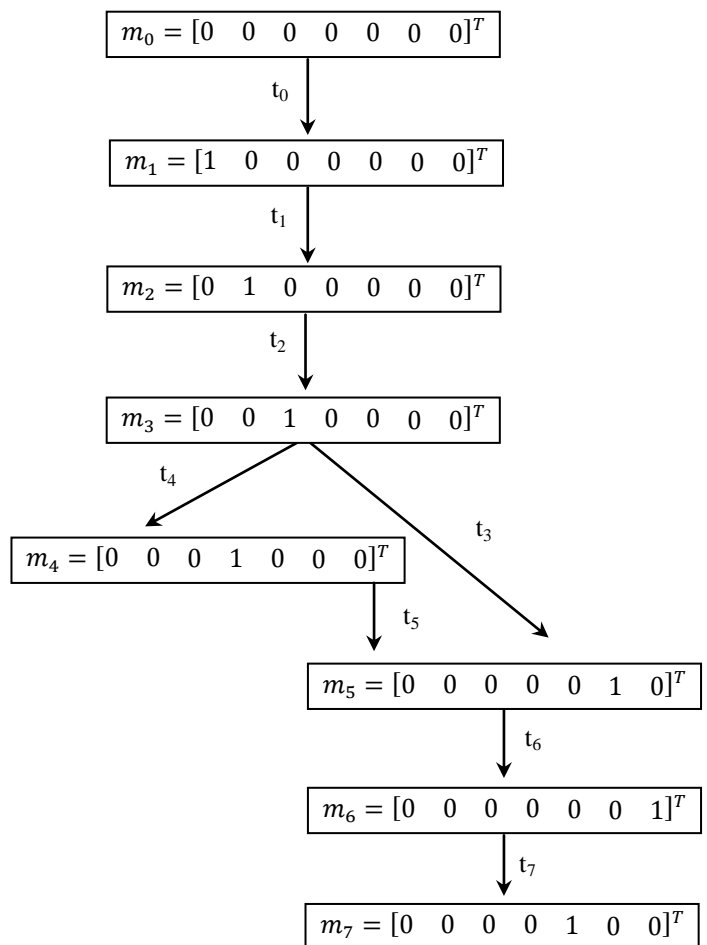 m₀ = [0 0 0 0 0 0 0]ᵀ
t₀
m₁ = [1 0 0 0 0 0 0]ᵀ
t₁
m₂ = [0 1 0 0 0 0 0]ᵀ
t₂
m₃ = [0 0 1 0 0 0 0]ᵀ
t₄
t₃
m₄ = [0 0 0 1 0 0 0]ᵀ
t₅
m₅ = [0 0 0 0 0 1 0]ᵀ
t₆
m₆ = [0 0 0 0 0 0 1]ᵀ
t₇
m₇ = [0 0 0 0 1 0 0]ᵀ